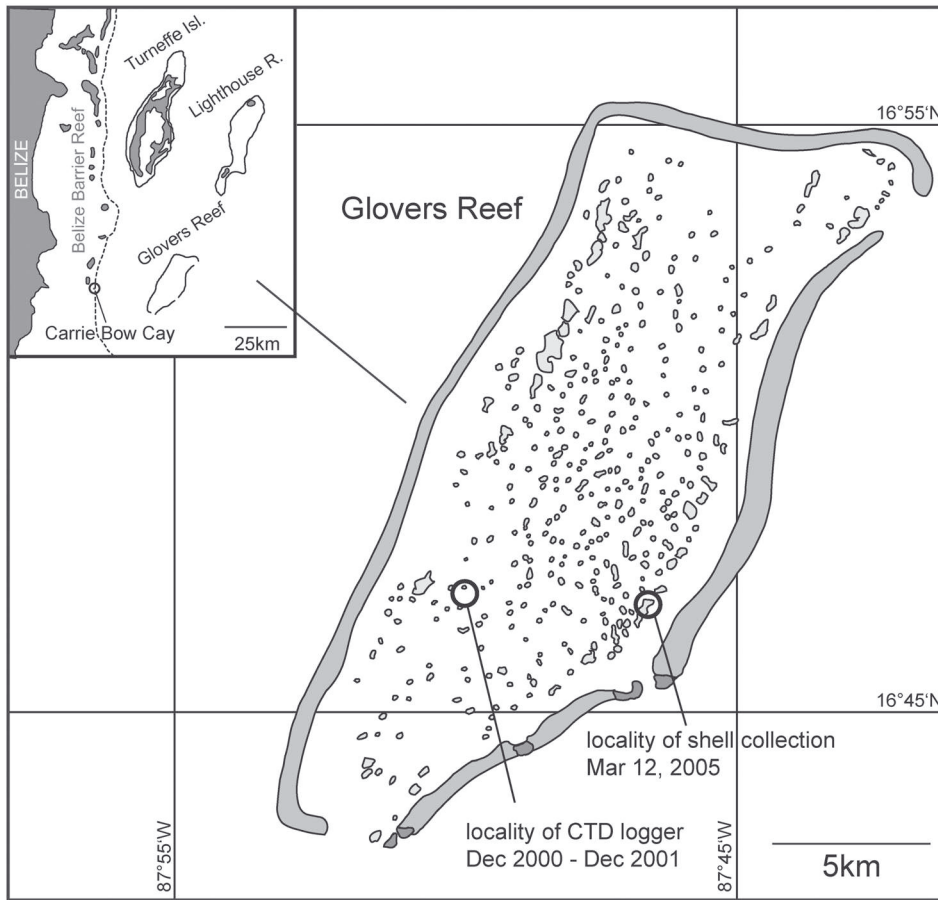 Turneffe Isl.
Lighthouse R.
BELIZE
Belize Barrier Reef
Glovers Reef
Carrie Bow Cay
25km
16°55‘N
Glovers Reef
16°45‘N
locality of shell collection
Mar 12, 2005
locality of CTD logger
Dec 2000 - Dec 2001
87°55‘W
87°45‘W
5km